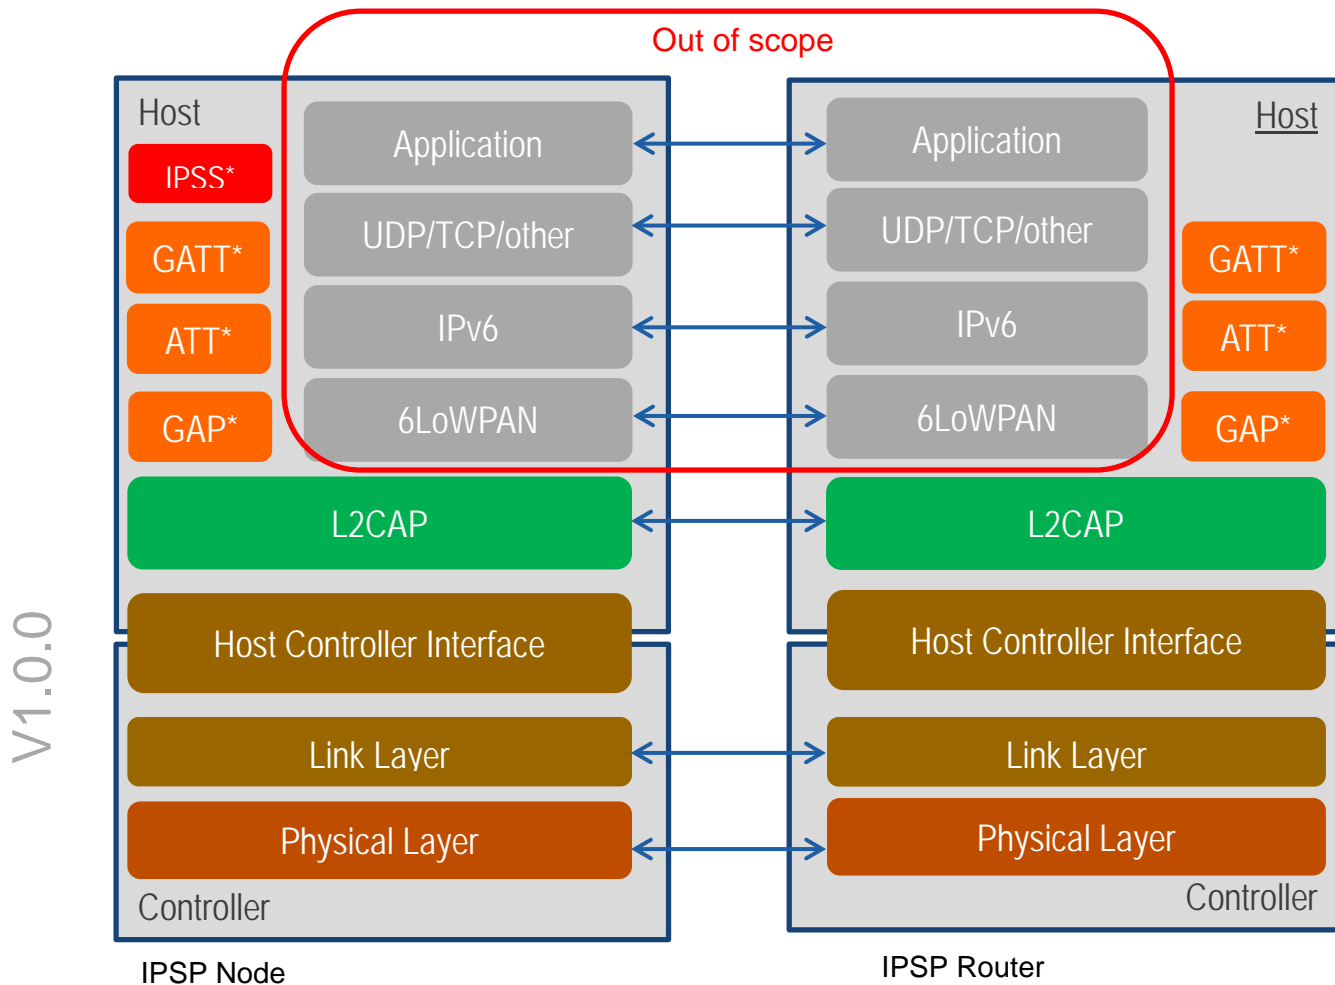 Out of scope
Host
IPSS*
GATT*
ATT*
GAP*
Application
UDP/TCP/other
IPv6
6LoWPAN
L2CAP
Host Controller Interface
Link Layer
Physical Layer
Controller
IPSP Node
Host
Application
UDP/TCP/other
IPv6
6LoWPAN
GATT*
ATT*
GAP*
L2CAP
Host Controller Interface
Link Layer
Physical Layer
Controller
IPSP Router
V1.0.0